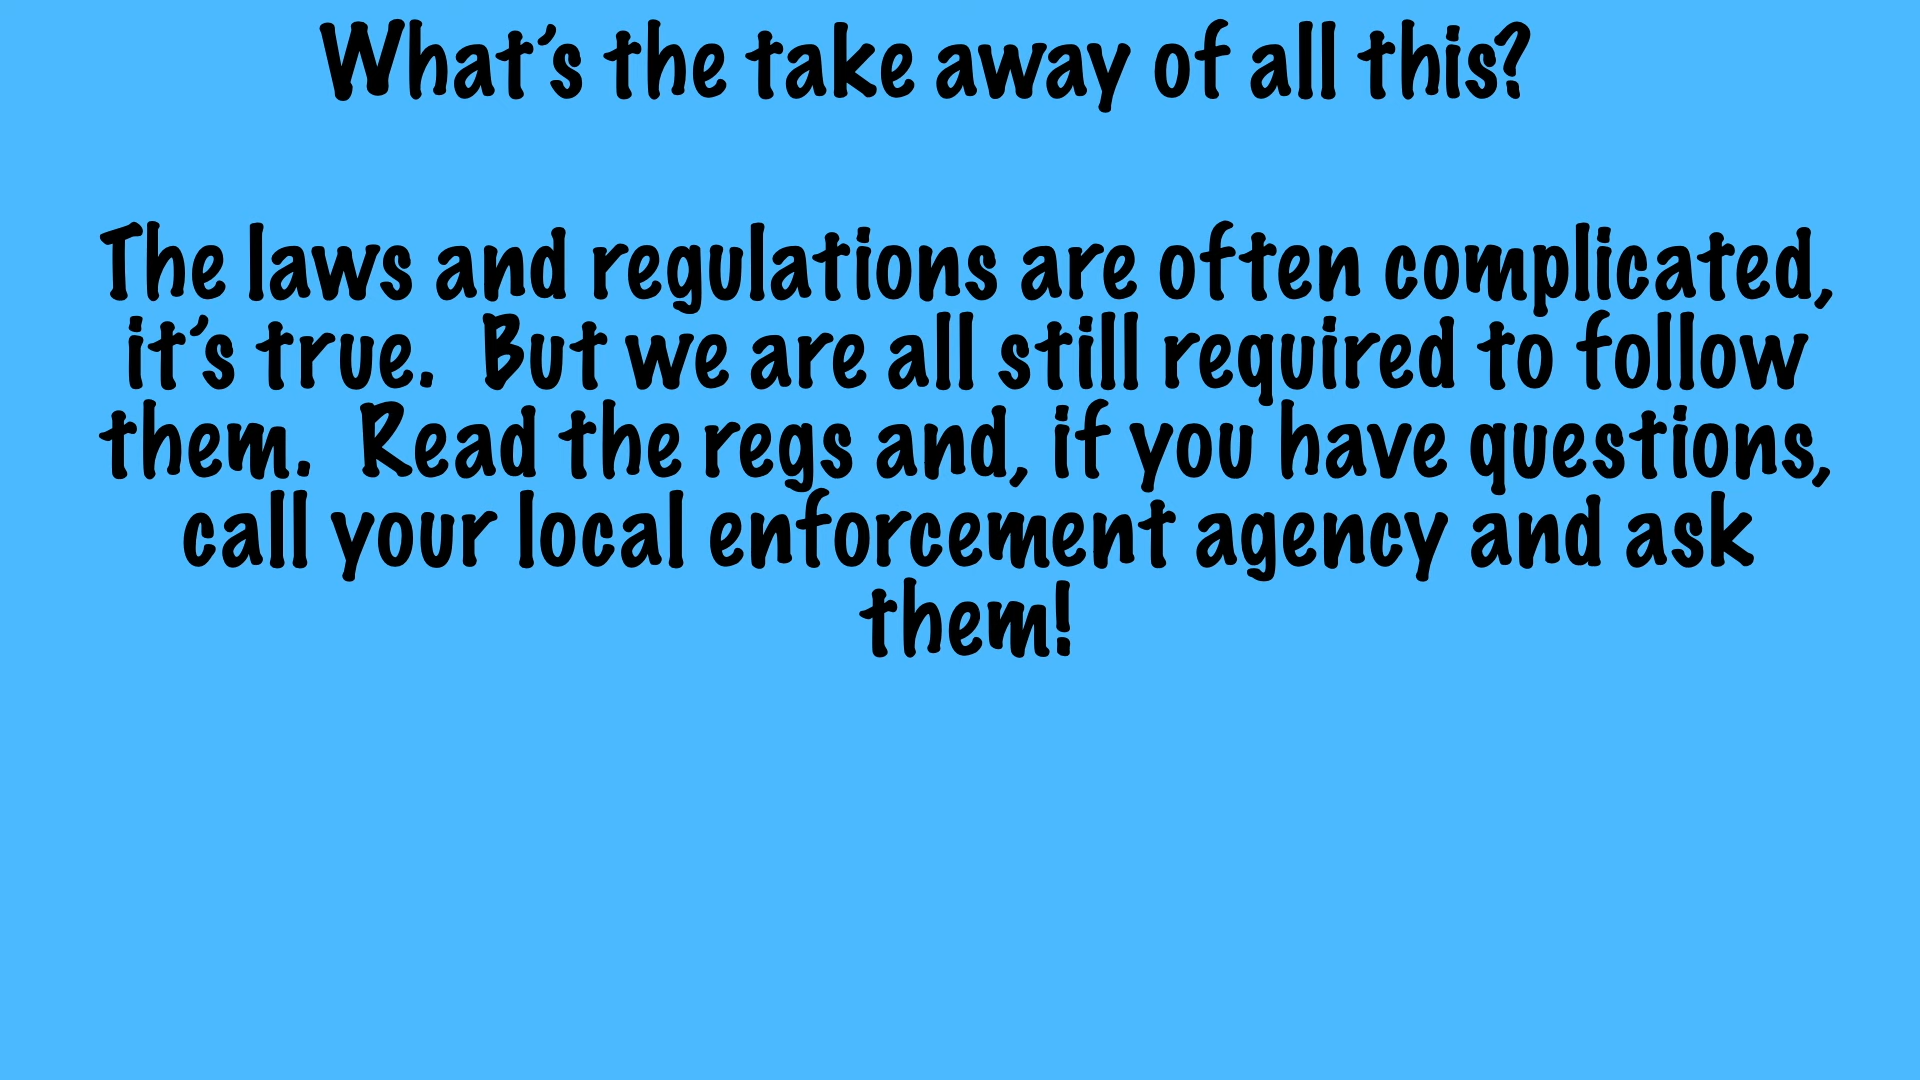 What’s the take away of all this?
The laws and regulations are often complicated,
it’s true.  But we are all still required to follow
them.  Read the regs and, if you have questions,
call your local enforcement agency and ask
them!